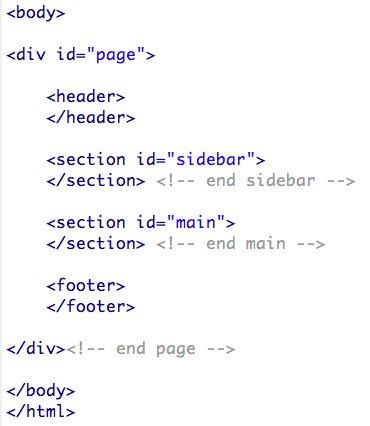 <body>
<div id="page">
<header>
</header>
<section id="sidebar">
</section> <!-- end sidebar -->
<section id="main">
</section> <!-- end main -->
<footer>
</footer>
</div><!-- end page -->
</body>
</html>